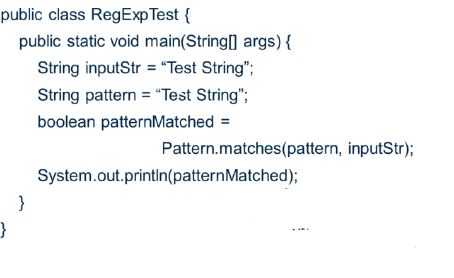 public class RegExpTest {
public static void main(String[] args) {
String inputStr = “Test String”;
String pattern = “Test String”;
boolean patternMatched =
Pattern.matches(pattern, inputStr);
System.out.println(patternMatched);
}
}